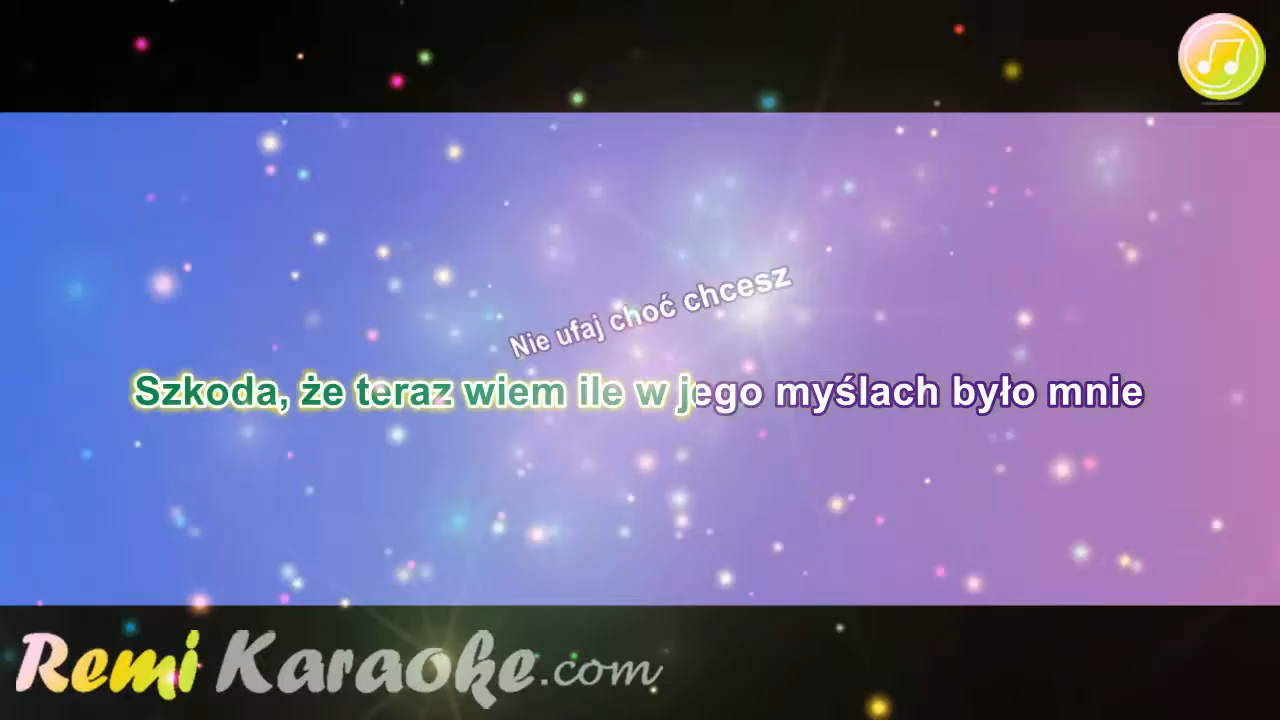 Nie ufaj choć chcesz
Szkoda, że teraz wiem ile w jego myślach było mnie
Remi Karaoke.com